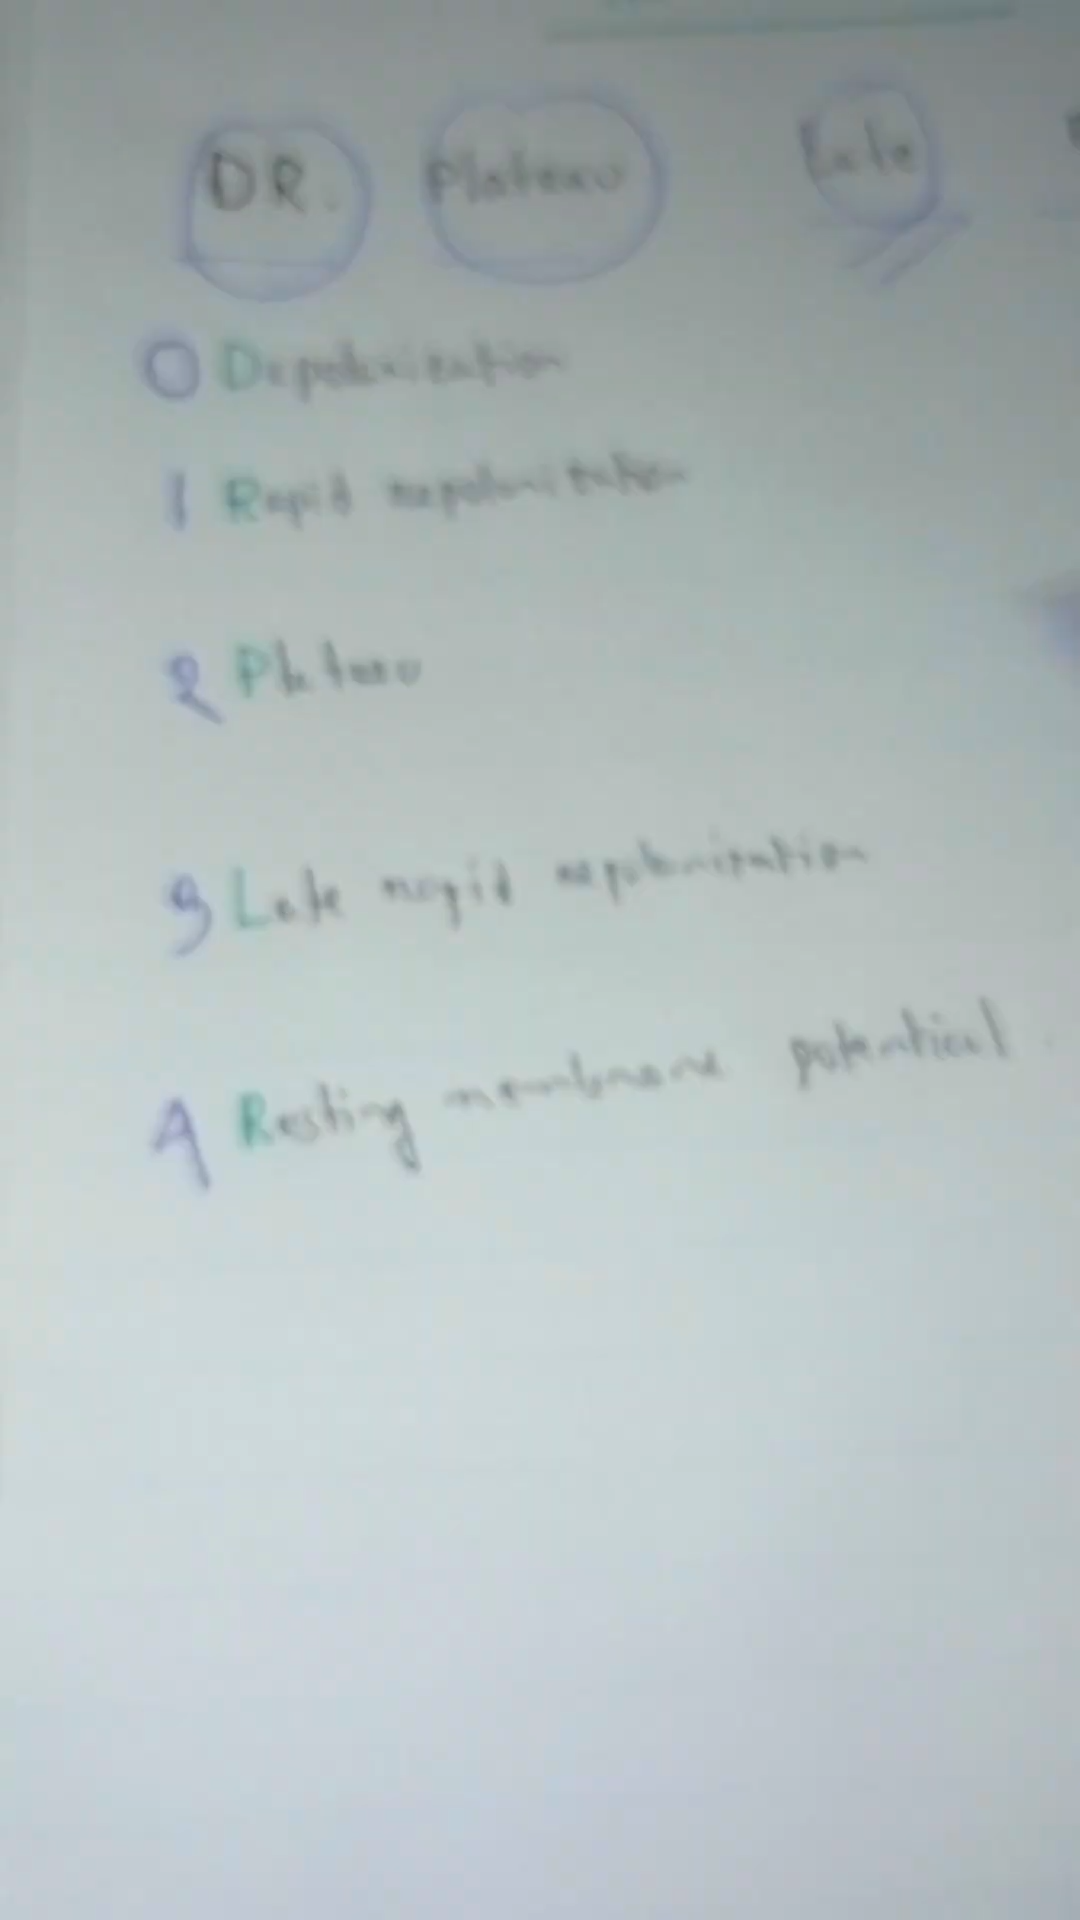 DR. Plateau Late
0 Depolarization
1 Rapid repolarization
2 Plateau
3 Late rapid repolarization
4 Resting membrane potential